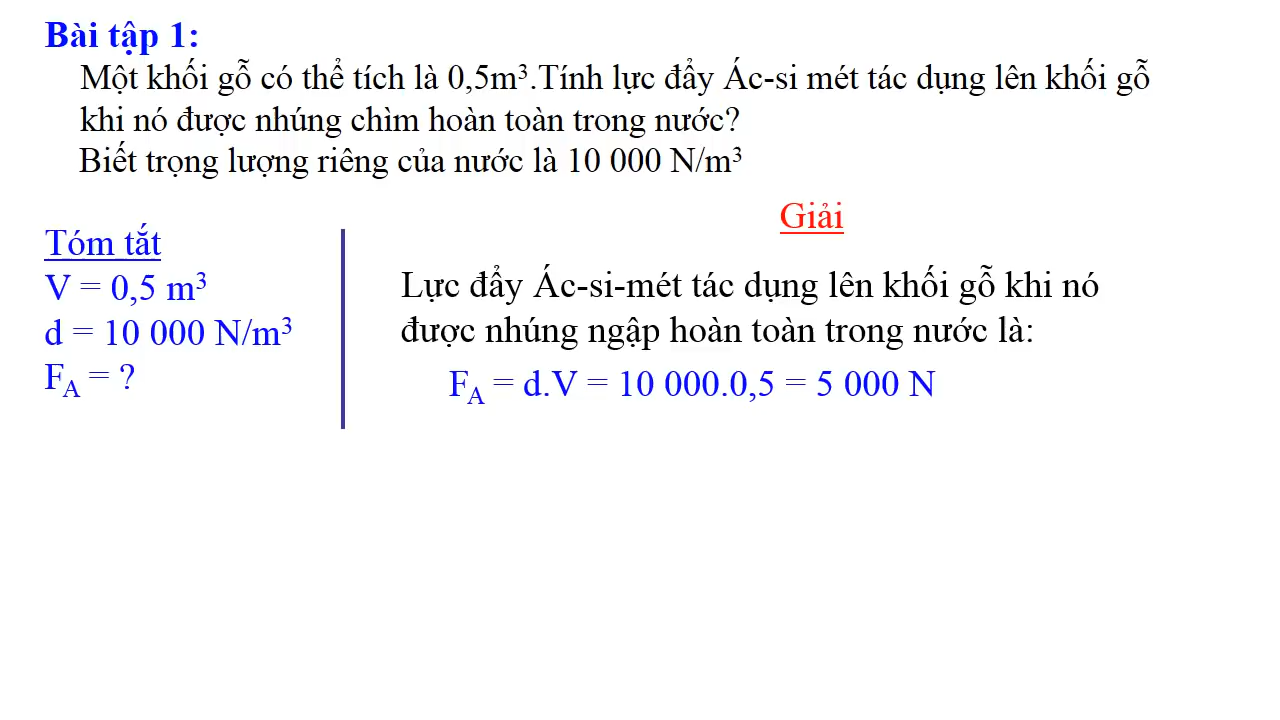 Bài tập 1:
Một khối gỗ có thể tích là 0,5m³.Tính lực đẩy Ác-si mét tác dụng lên khối gỗ
khi nó được nhúng chìm hoàn toàn trong nước?
Biết trọng lượng riêng của nước là 10 000 N/m³
Tóm tắt
V = 0,5 m³
d = 10 000 N/m³
F_A = ?
Giải
Lực đẩy Ác-si-mét tác dụng lên khối gỗ khi nó
được nhúng ngập hoàn toàn trong nước là:
F_A = d.V = 10 000.0,5 = 5 000 N